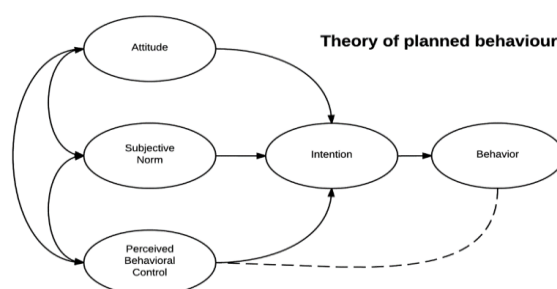 Theory of planned behaviour
Attitude
Subjective
Norm
Intention
Behavior
Perceived
Behavioral
Control